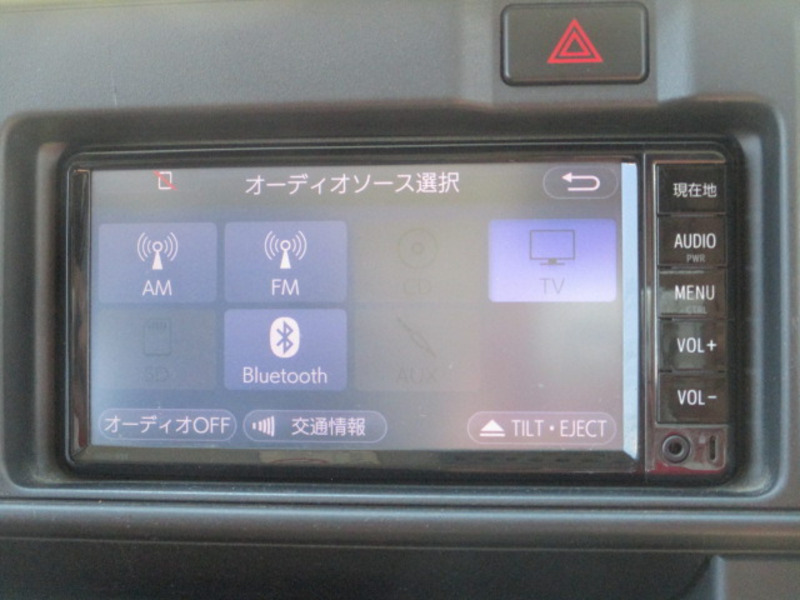 オーディオソース選択
現在地
AM
FM
CD
TV
AUDIO
PWR
MENU
SD
Bluetooth
AUX
VOL+
VOL-
オーディオOFF
交通情報
TILT・EJECT